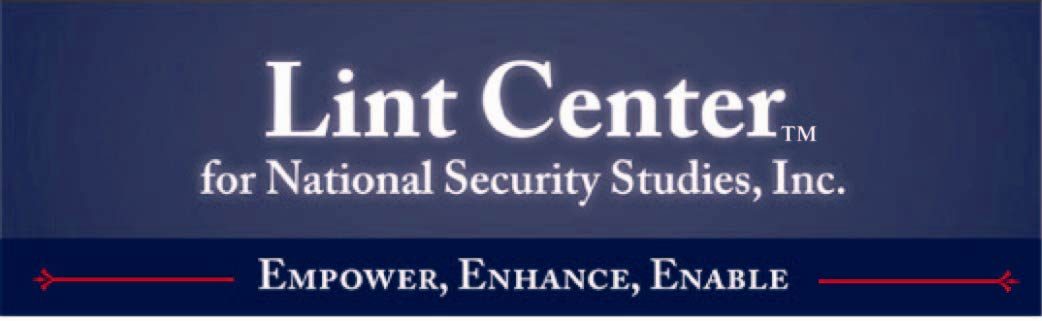 Lint Center™
for National Security Studies, Inc.
Empower, Enhance, Enable